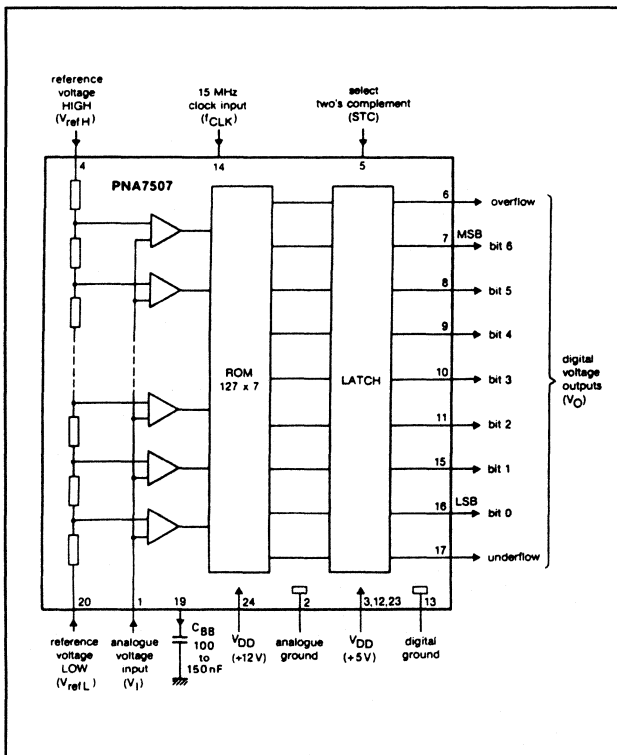 reference
voltage
HIGH
(VrefH)
15 MHz
clock input
(fCLK)
select
two's complement
(STC)
4
14
5
PNA7507
6
overflow
MSB
7
bit 6
8
bit 5
9
bit 4
ROM
127 x 7
LATCH
10
bit 3
11
bit 2
15
bit 1
LSB
16
bit 0
17
underflow
digital
voltage
outputs
(VO)
20
1
19
24
2
3,12,23
13
reference
voltage
LOW
(VrefL)
analogue
voltage
input
(VI)
CBB
100
to
150nF
VDD
(+12V)
analogue
ground
VDD
(+5V)
digital
ground